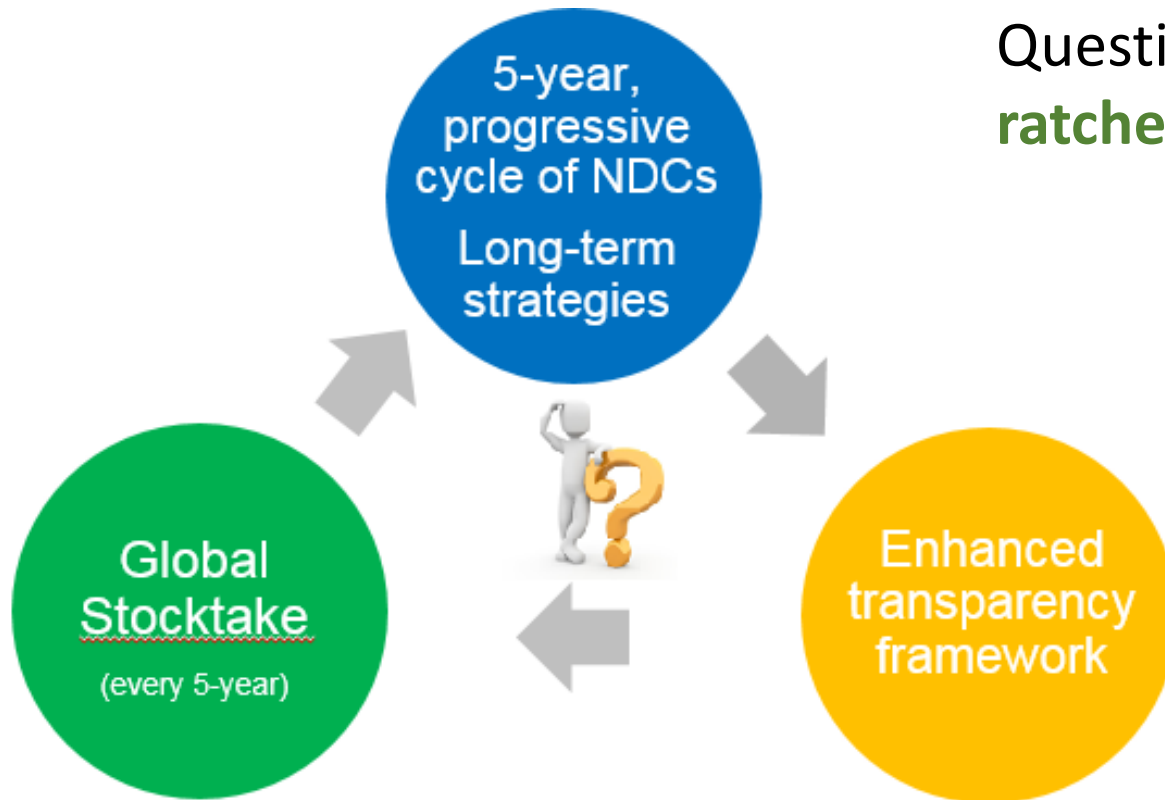 Questi
ratche
5-year,
progressive
cycle of NDCs
Long-term
strategies
Global
Stocktake
(every 5-year)
Enhanced
transparency
framework